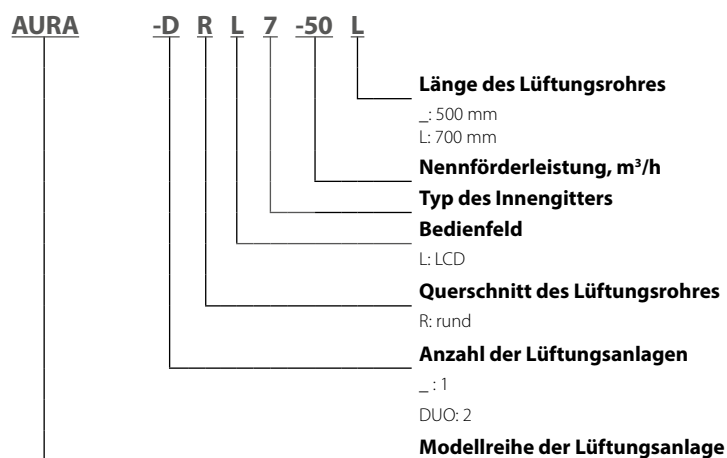 AURA -D R L 7 -50 L
Länge des Lüftungsrohres
_: 500 mm
L: 700 mm
Nennförderleistung, m³/h
Typ des Innengitters
Bedienfeld
L: LCD
Querschnitt des Lüftungsrohres
R: rund
Anzahl der Lüftungsanlagen
_ : 1
DUO: 2
Modellreihe der Lüftungsanlage